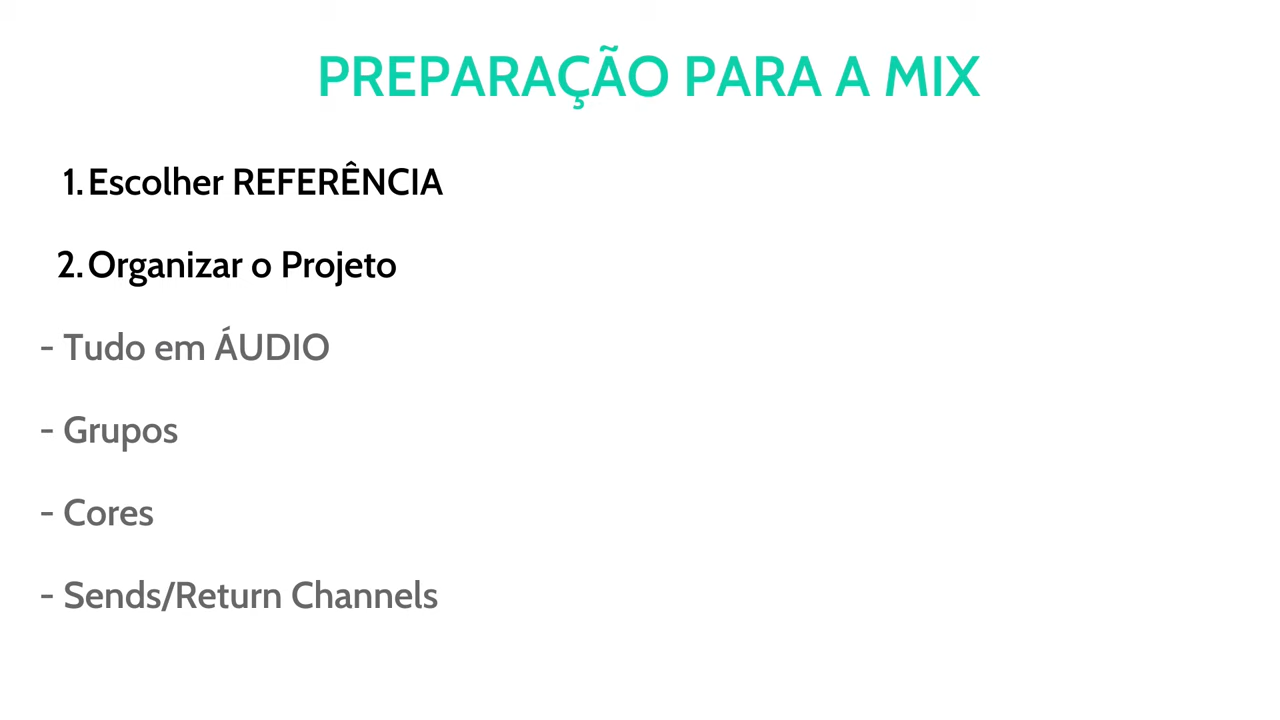 PREPARAÇÃO PARA A MIX
1. Escolher REFERÊNCIA
2. Organizar o Projeto
- Tudo em ÁUDIO
- Grupos
- Cores
- Sends/Return Channels